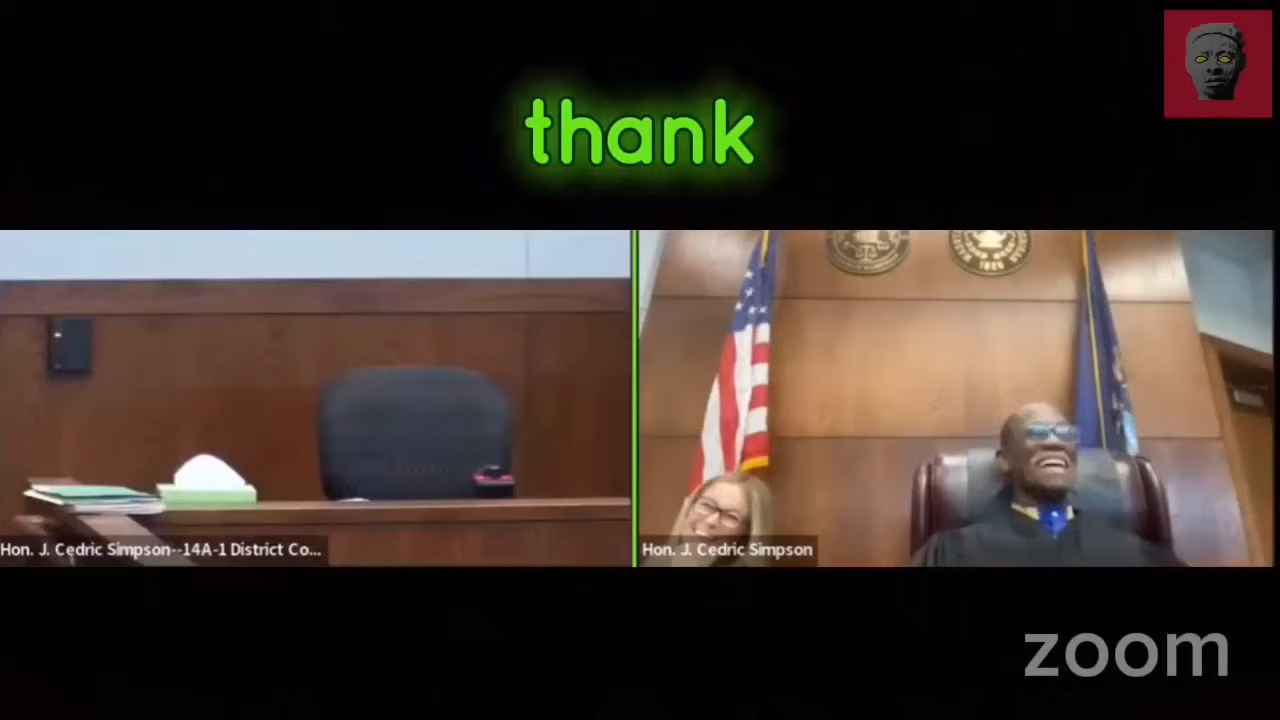 thank
Hon. J. Cedric Simpson--14A-1 District Co...
Hon. J. Cedric Simpson
zoom